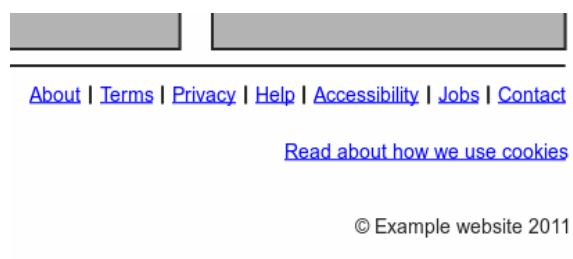 About | Terms | Privacy | Help | Accessibility | Jobs | Contact
Read about how we use cookies
© Example website 2011